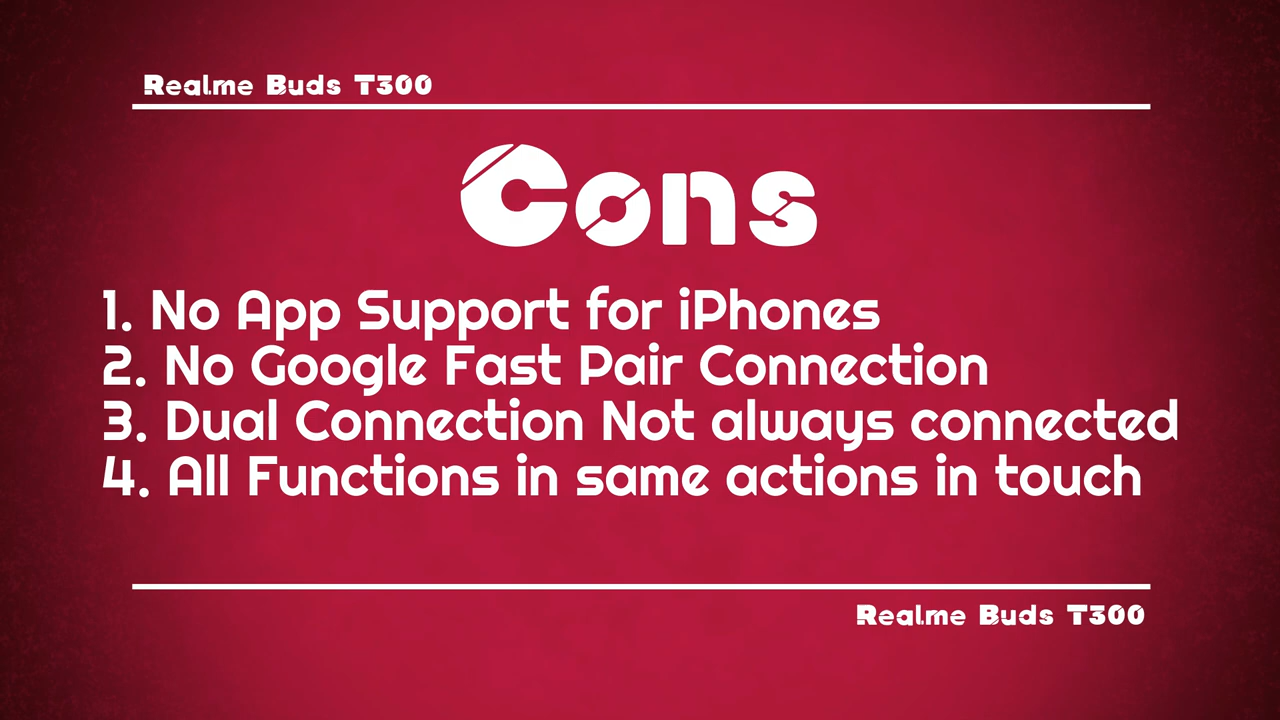 Realme Buds T300
Cons
1. No App Support for iPhones
2. No Google Fast Pair Connection
3. Dual Connection Not always connected
4. All Functions in same actions in touch
Realme Buds T300